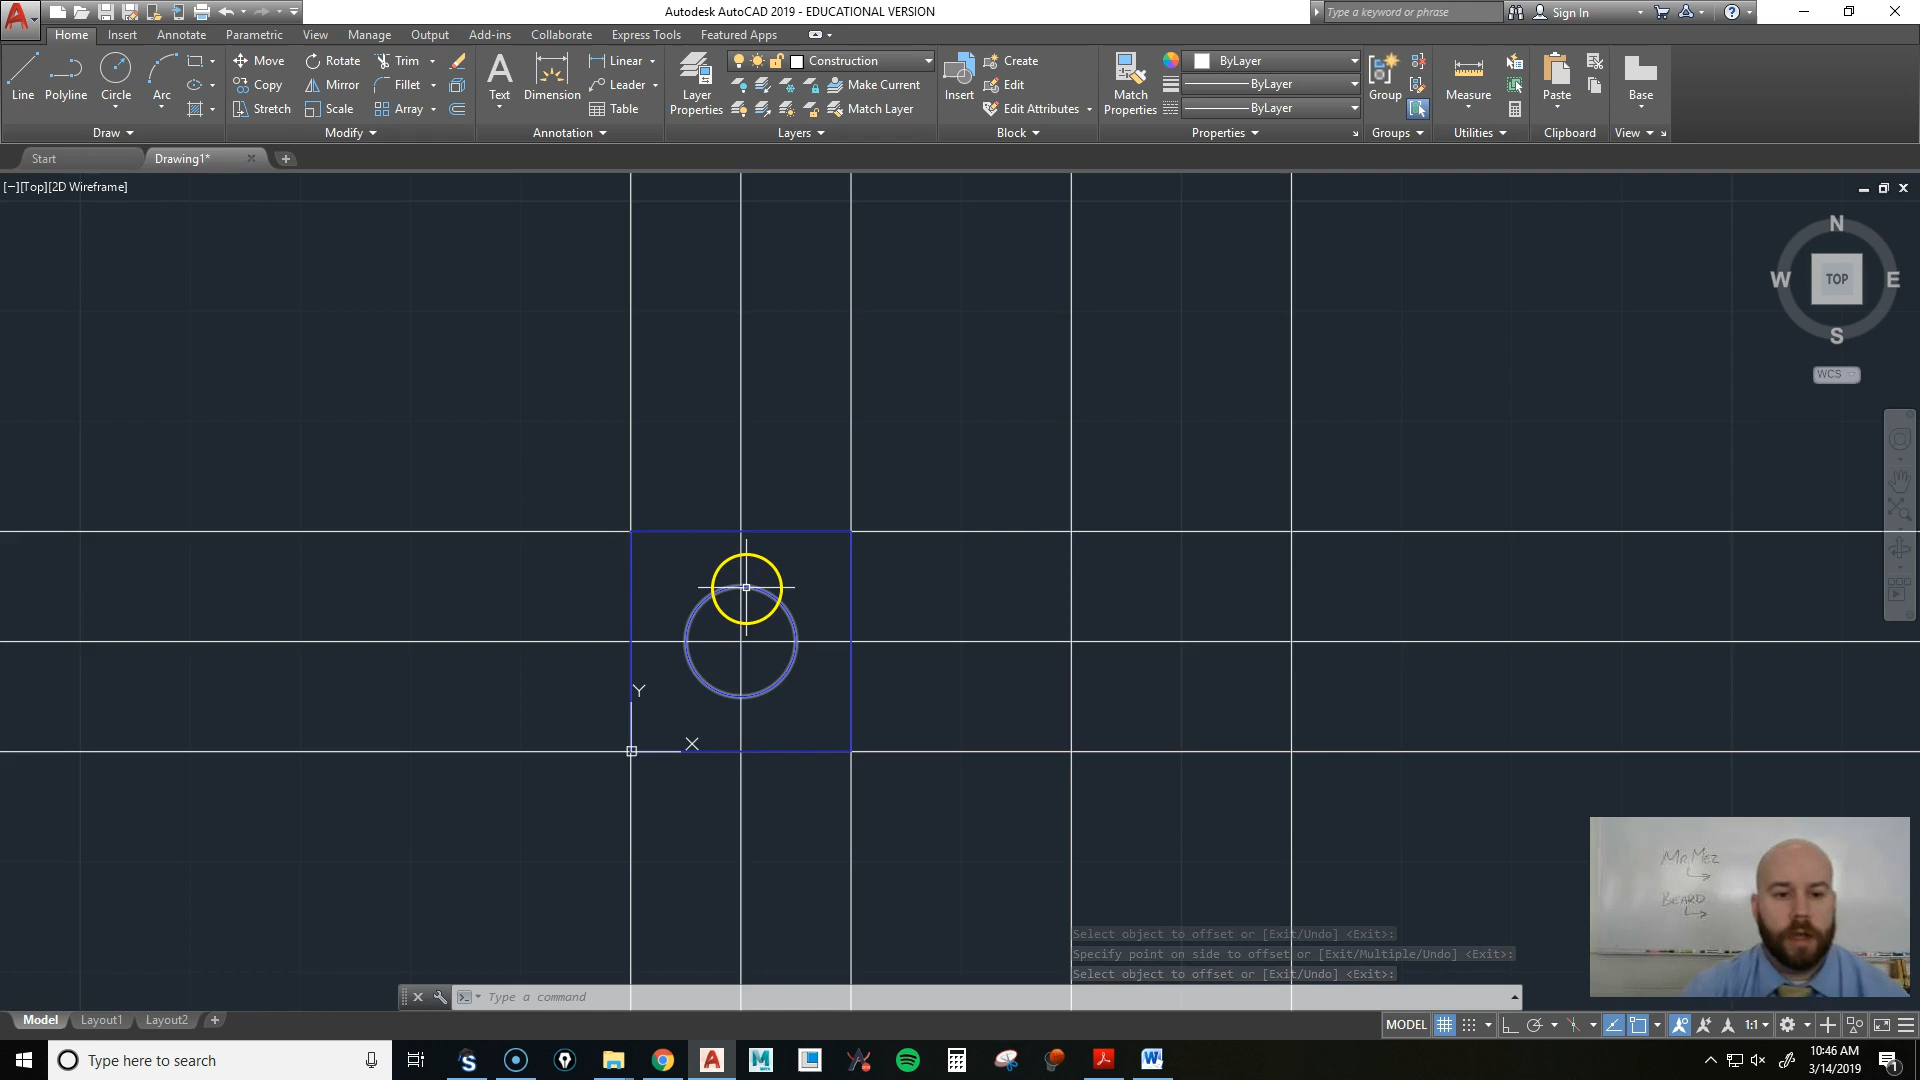 Autodesk AutoCAD 2019 - EDUCATIONAL VERSION
Type a keyword or phrase
Sign In
Home Insert Annotate Parametric View Manage Output Add-ins Collaborate Express Tools Featured Apps
Line Polyline Circle Arc
Move Rotate Trim
Copy Mirror Fillet
Stretch Scale Array
Text Dimension
Linear
Leader
Table
Layer Properties
Construction
Make Current
Match Layer
Insert
Create
Edit
Edit Attributes
Match Properties
ByLayer
ByLayer
ByLayer
Group Measure Paste Base
Draw Modify Annotation Layers Block Properties Groups Utilities Clipboard View
Start Drawing1*
[−][Top][2D Wireframe]
N
W TOP E
S
WCS
Y
X
Mr Mez
BEARD
Select object to offset or [Exit/Undo] <Exit>:
Specify point on side to offset or [Exit/Multiple/Undo] <Exit>:
Select object to offset or [Exit/Undo] <Exit>:
Type a command
Model Layout1 Layout2
MODEL 1:1
Type here to search
10:46 AM
3/14/2019
1